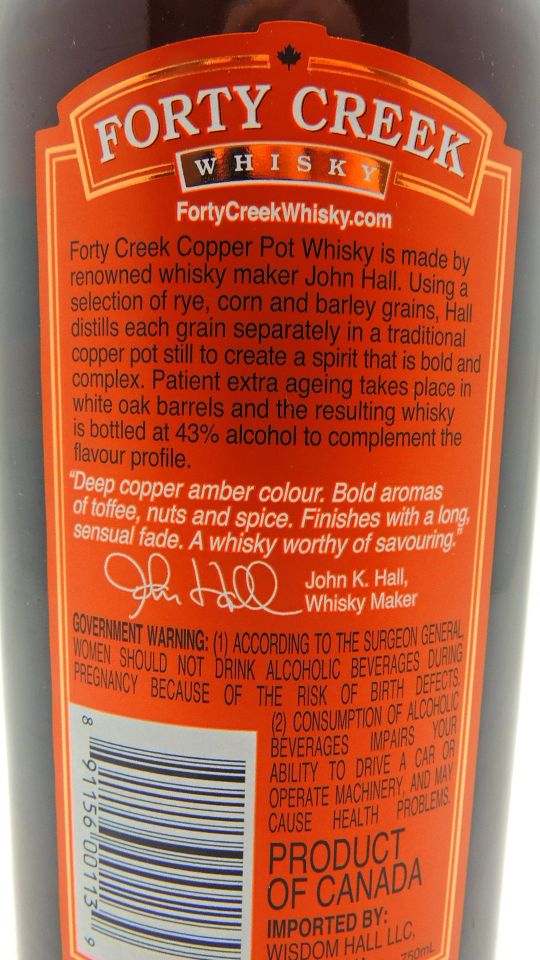 FORTY CREEK
WHISKY
FortyCreekWhisky.com
Forty Creek Copper Pot Whisky is made by
renowned whisky maker John Hall. Using a
selection of rye, corn and barley grains, Hall
distills each grain separately in a traditional
copper pot still to create a spirit that is bold and
complex. Patient extra ageing takes place in
white oak barrels and the resulting whisky
is bottled at 43% alcohol to complement the
flavour profile.
"Deep copper amber colour. Bold aromas
of toffee, nuts and spice. Finishes with a long,
sensual fade. A whisky worthy of savouring."
John Hall
John K. Hall,
Whisky Maker
GOVERNMENT WARNING: (1) ACCORDING TO THE SURGEON GENERAL,
WOMEN SHOULD NOT DRINK ALCOHOLIC BEVERAGES DURING
PREGNANCY BECAUSE OF THE RISK OF BIRTH DEFECTS.
(2) CONSUMPTION OF ALCOHOLIC
BEVERAGES IMPAIRS YOUR
ABILITY TO DRIVE A CAR OR
OPERATE MACHINERY, AND MAY
CAUSE HEALTH PROBLEMS.
8 91156 00113 9
PRODUCT
OF CANADA
IMPORTED BY:
WISDOM HALL LLC,
750mL